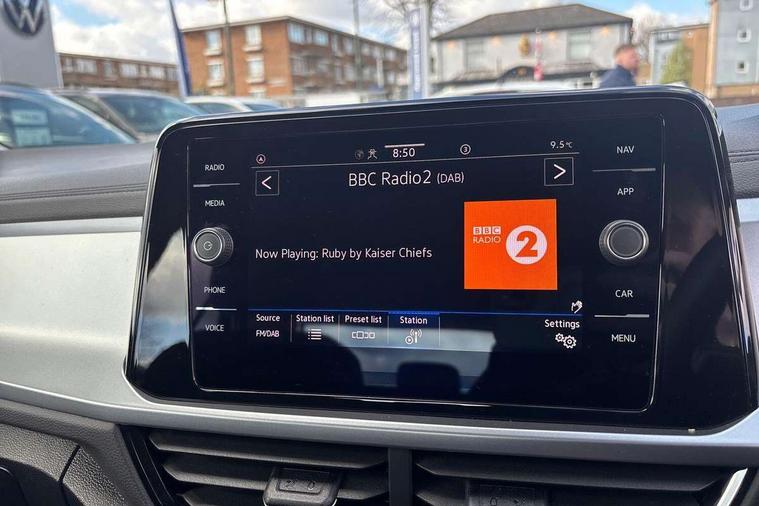 RADIO
MEDIA
PHONE
VOICE
8:50
3
9.5°C
<
BBC Radio2 (DAB)
>
Now Playing: Ruby by Kaiser Chiefs
BBC
RADIO
2
Source
FM/DAB
Station list
Preset list
Station
Settings
NAV
APP
CAR
MENU